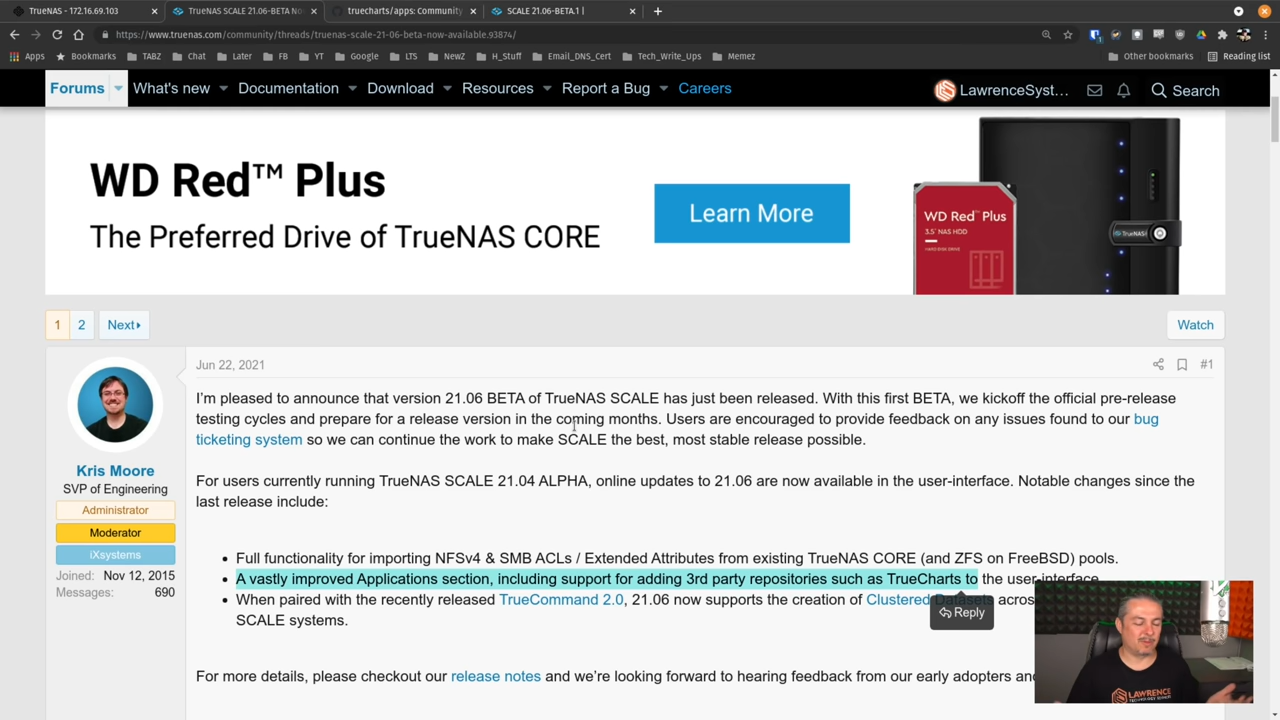 TrueNAS - 172.16.69.103
TrueNAS SCALE 21.06-BETA No
truecharts/apps: Community
SCALE 21.06-BETA.1 |
https://www.truenas.com/community/threads/truenas-scale-21-06-beta-now-available.93874/
Apps Bookmarks TABZ Chat Later FB YT Google LTS NewZ H_Stuff Email_DNS_Cert Tech_Write_Ups Memez Other bookmarks Reading list
Forums What's new Documentation Download Resources Report a Bug Careers LawrenceSyst... Search
WD Red™ Plus
The Preferred Drive of TrueNAS CORE
Learn More
WD Red™ Plus
3.5" NAS HDD
TrueNAS
1 2 Next
Watch
Jun 22, 2021
#1
I'm pleased to announce that version 21.06 BETA of TrueNAS SCALE has just been released. With this first BETA, we kickoff the official pre-release
testing cycles and prepare for a release version in the coming months. Users are encouraged to provide feedback on any issues found to our bug
ticketing system so we can continue the work to make SCALE the best, most stable release possible.
Kris Moore
SVP of Engineering
Administrator
Moderator
iXsystems
Joined: Nov 12, 2015
Messages: 690
For users currently running TrueNAS SCALE 21.04 ALPHA, online updates to 21.06 are now available in the user-interface. Notable changes since the
last release include:
• Full functionality for importing NFSv4 & SMB ACLs / Extended Attributes from existing TrueNAS CORE (and ZFS on FreeBSD) pools.
• A vastly improved Applications section, including support for adding 3rd party repositories such as TrueCharts to the user-interface.
• When paired with the recently released TrueCommand 2.0, 21.06 now supports the creation of Clustered Datasets across
SCALE systems.
Reply
For more details, please checkout our release notes and we're looking forward to hearing feedback from our early adopters and
LAWRENCE